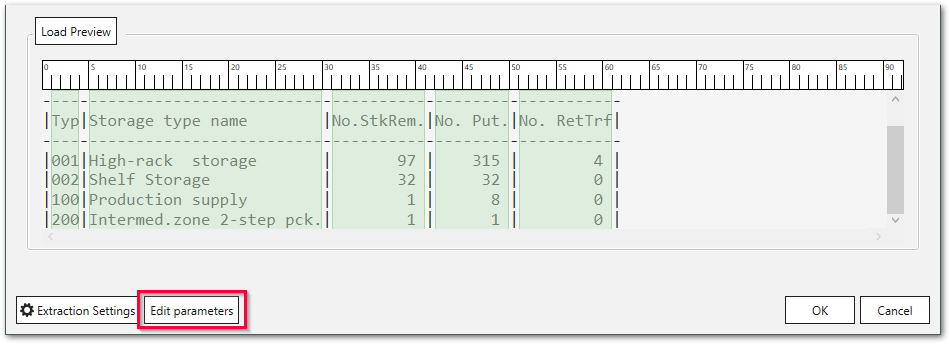 Load Preview
0 5 10 15 20 25 30 35 40 45 50 55 60 65 70 75 80 85 90
--------------------------------------------------------------
|Typ|Storage type name         |No.StkRem.|No. Put.|No. RetTrf|
--------------------------------------------------------------
|001|High-rack  storage        |        97|     315|         4|
|002|Shelf Storage             |        32|      32|         0|
|100|Production supply         |         1|       8|         0|
|200|Intermed.zone 2-step pck.|         1|       1|         0|
Extraction Settings Edit parameters OK Cancel